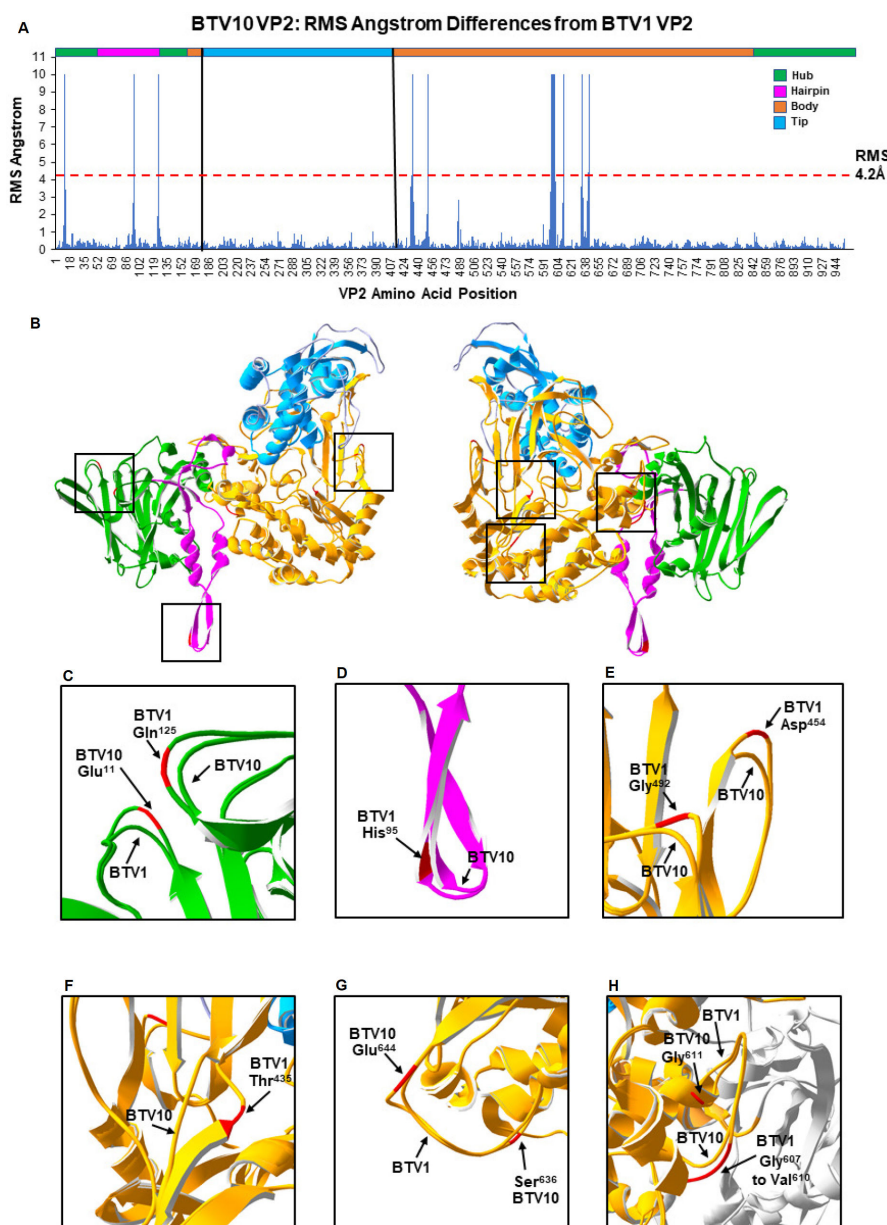 BTV10 VP2: RMS Angstrom Differences from BTV1 VP2
A
11
10
9
8
7
6
5
4
3
2
1
0
RMS Angstrom
Hub
Hairpin
Body
Tip
RMS
4.2Å
1 18 35 52 69 86 102 119 135 152 169 186 203 220 237 254 271 288 305 322 339 356 373 390 407 424 440 456 472 489 506 523 540 557 574 591 604 621 638 655 672 689 706 723 740 757 774 791 808 825 842 859 876 893 910 927 944
VP2 Amino Acid Position
B
C
BTV1
Gln125
BTV10
Glu11
BTV10
BTV1
D
BTV1
His95
BTV10
E
BTV1
Asp454
BTV1
Gly492
BTV10
BTV10
F
BTV1
Thr435
BTV10
G
BTV10
Glu644
BTV1
Ser636
BTV10
H
BTV1
BTV10
Gly611
BTV10
BTV1
Gly607
to Val610